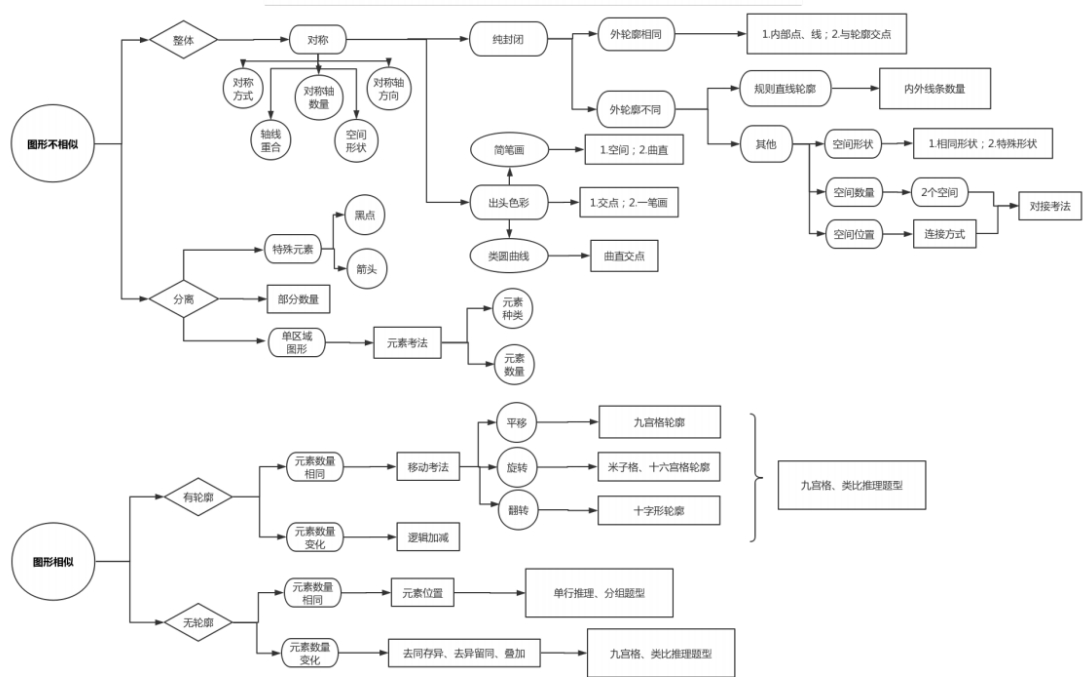 整体
对称
纯封闭
外轮廓相同
1.内部点、线；2.与轮廓交点
对称
方式
对称轴
数量
对称轴
方向
轴线
重合
空间
形状
外轮廓不同
规则直线轮廓
内外线条数量
图形不相似
简笔画
1.空间；2.曲直
其他
空间形状
1.相同形状；2.特殊形状
出头色彩
1.交点；2.一笔画
空间数量
2个空间
对接考法
空间位置
连接方式
黑点
特殊元素
箭头
类圆曲线
曲直交点
分离
部分数量
元素
种类
单区域
图形
元素考法
元素
数量
平移
九宫格轮廓
元素数量
相同
移动考法
旋转
米子格、十六宫格轮廓
九宫格、类比推理题型
有轮廓
翻转
十字形轮廓
元素数量
变化
逻辑加减
图形相似
元素数量
相同
元素位置
单行推理、分组题型
无轮廓
元素数量
变化
去同存异、去异留同、叠加
九宫格、类比推理题型